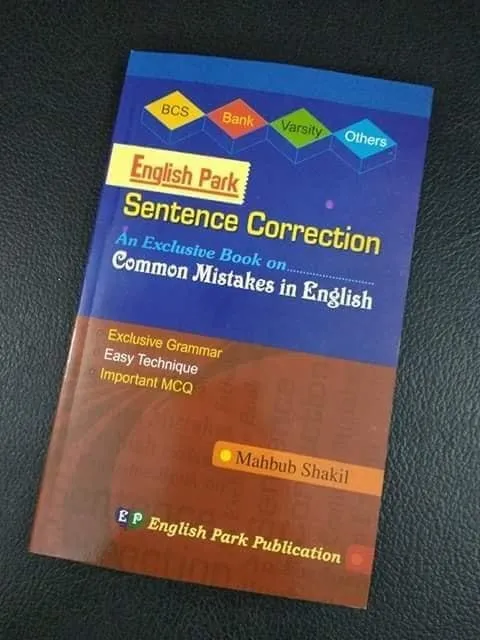 BCS
Bank
Varsity
Others
English Park
Sentence Correction
An Exclusive Book on....................
Common Mistakes in English
Exclusive Grammar
Easy Technique
Important MCQ
Mahbub Shakil
EP English Park Publication